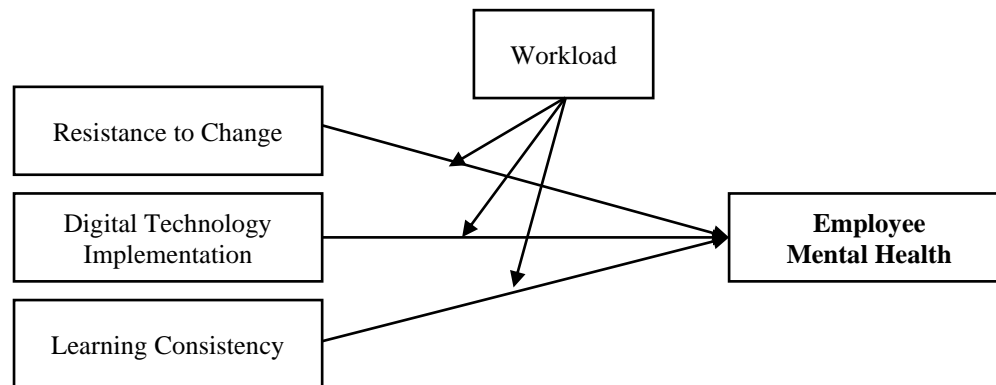 Workload
Resistance to Change
Digital Technology
Implementation
Employee
Mental Health
Learning Consistency